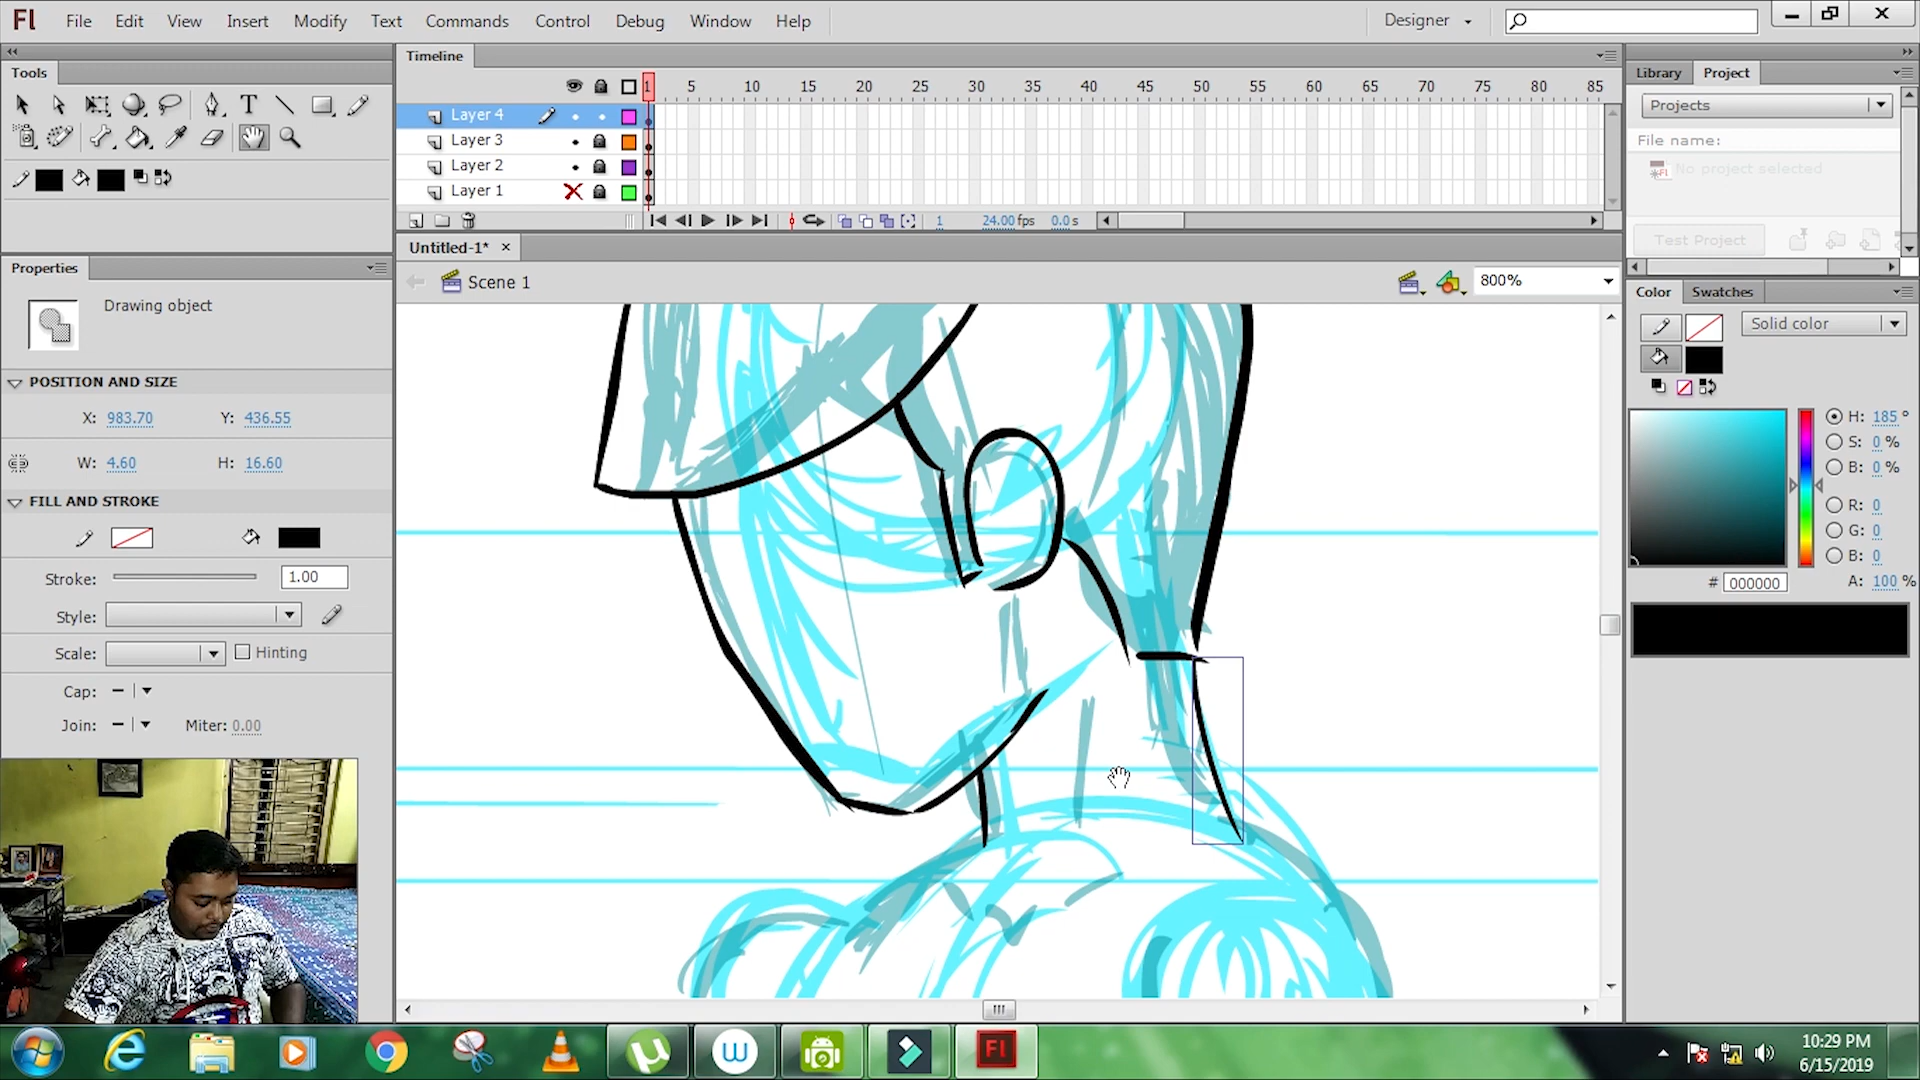 Fl File Edit View Insert Modify Text Commands Control Debug Window Help Designer
Tools
Timeline
Library Project
1 5 10 15 20 25 30 35 40 45 50 55 60 65 70 75 80 85
Layer 4
Layer 3
Layer 2
Layer 1
1 24.00 fps 0.0 s
Projects
File name:
No project selected
Test Project
Untitled-1*
Scene 1
800%
Properties
Drawing object
POSITION AND SIZE
X: 983.70 Y: 436.55
W: 4.60 H: 16.60
FILL AND STROKE
Stroke: 1.00
Style:
Scale: Hinting
Cap:
Join: Miter: 0.00
Color Swatches
Solid color
H: 185 °
S: 0 %
B: 0 %
R: 0
G: 0
B: 0
# 000000 A: 100 %
Fl
10:29 PM
6/15/2019